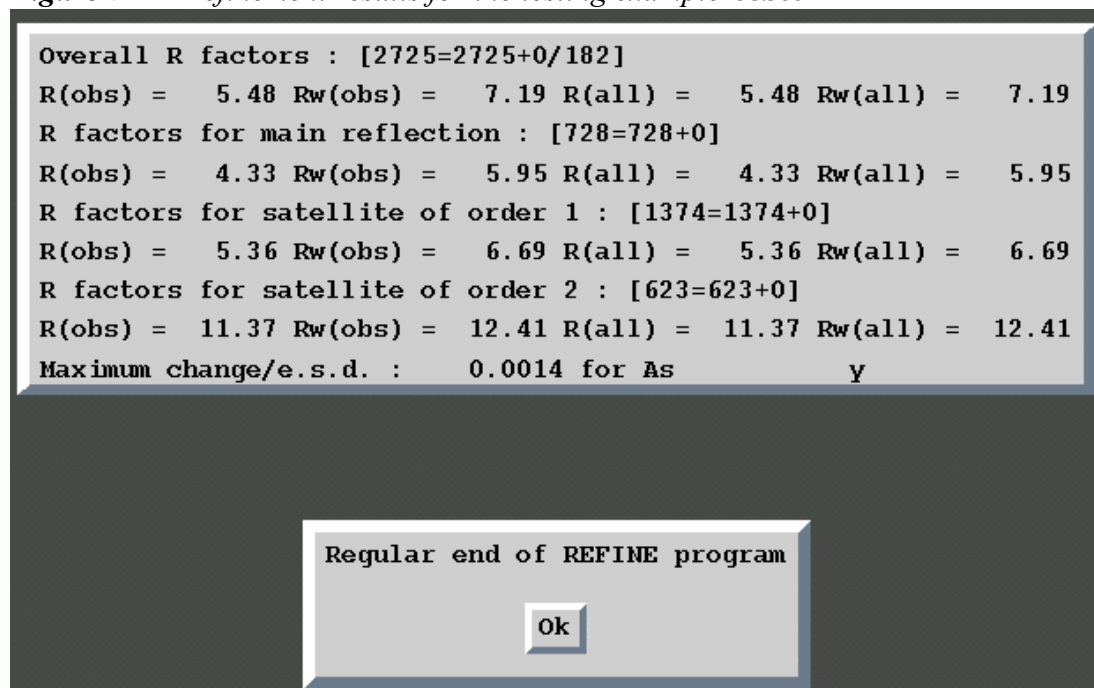 Overall R factors : [2725=2725+0/182]
R(obs) = 5.48 Rw(obs) = 7.19 R(all) = 5.48 Rw(all) = 7.19
R factors for main reflection : [728=728+0]
R(obs) = 4.33 Rw(obs) = 5.95 R(all) = 4.33 Rw(all) = 5.95
R factors for satellite of order 1 : [1374=1374+0]
R(obs) = 5.36 Rw(obs) = 6.69 R(all) = 5.36 Rw(all) = 6.69
R factors for satellite of order 2 : [623=623+0]
R(obs) = 11.37 Rw(obs) = 12.41 R(all) = 11.37 Rw(all) = 12.41
Maximum change/e.s.d. : 0.0014 for As y
Regular end of REFINE program
Ok